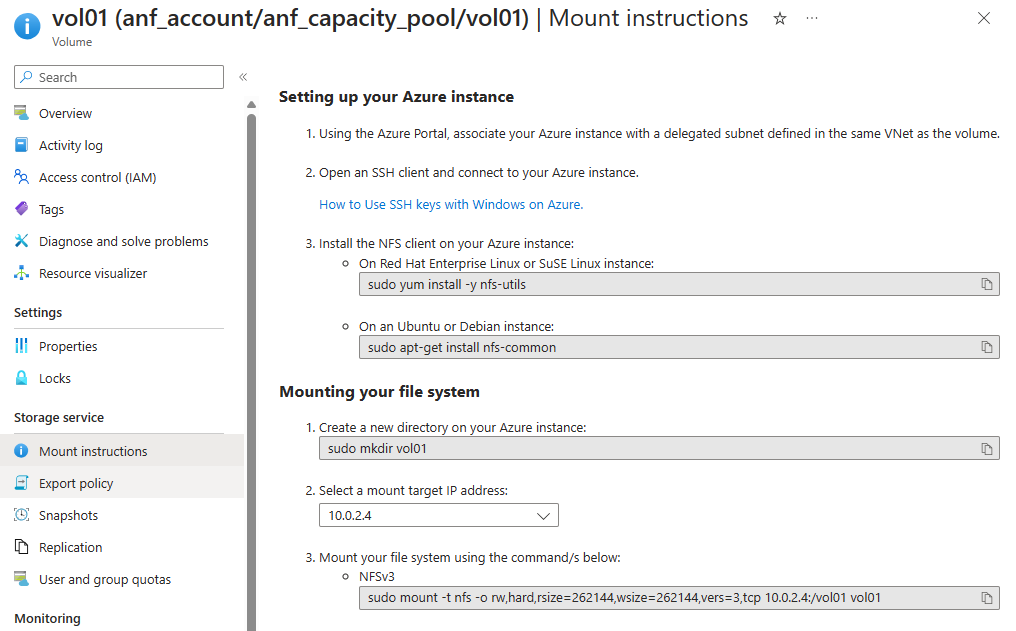 vol01 (anf_account/anf_capacity_pool/vol01) | Mount instructions
Volume
Search
Overview
Activity log
Access control (IAM)
Tags
Diagnose and solve problems
Resource visualizer
Settings
Properties
Locks
Storage service
Mount instructions
Export policy
Snapshots
Replication
User and group quotas
Monitoring
Setting up your Azure instance
1. Using the Azure Portal, associate your Azure instance with a delegated subnet defined in the same VNet as the volume.
2. Open an SSH client and connect to your Azure instance.
How to Use SSH keys with Windows on Azure.
3. Install the NFS client on your Azure instance:
On Red Hat Enterprise Linux or SuSE Linux instance:
sudo yum install -y nfs-utils
On an Ubuntu or Debian instance:
sudo apt-get install nfs-common
Mounting your file system
1. Create a new directory on your Azure instance:
sudo mkdir vol01
2. Select a mount target IP address:
10.0.2.4
3. Mount your file system using the command/s below:
NFSv3
sudo mount -t nfs -o rw,hard,rsize=262144,wsize=262144,vers=3,tcp 10.0.2.4:/vol01 vol01